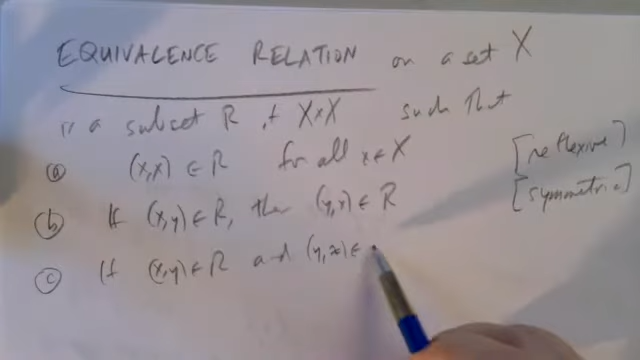 EQUIVALENCE RELATION on a set X
is a subset R of X×X such that
(a) (x,x) ∈ R for all x ∈ X [reflexive]
(b) If (x,y) ∈ R, then (y,x) ∈ R [symmetric]
(c) If (x,y) ∈ R and (y,z) ∈